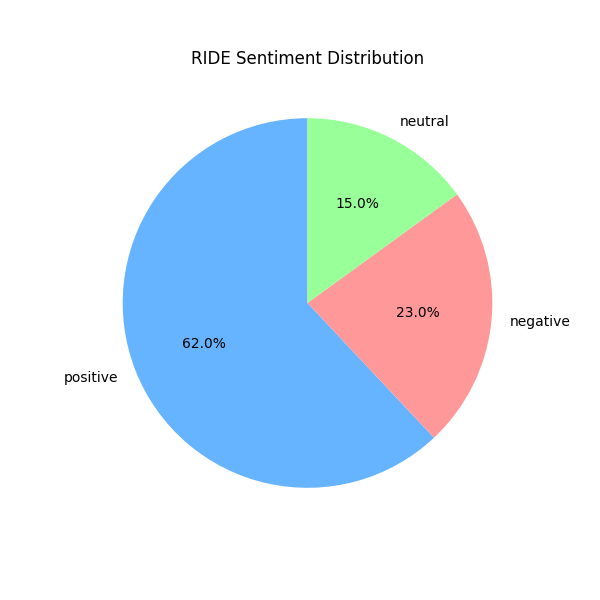 RIDE Sentiment Distribution
neutral
15.0%
23.0%
negative
62.0%
positive